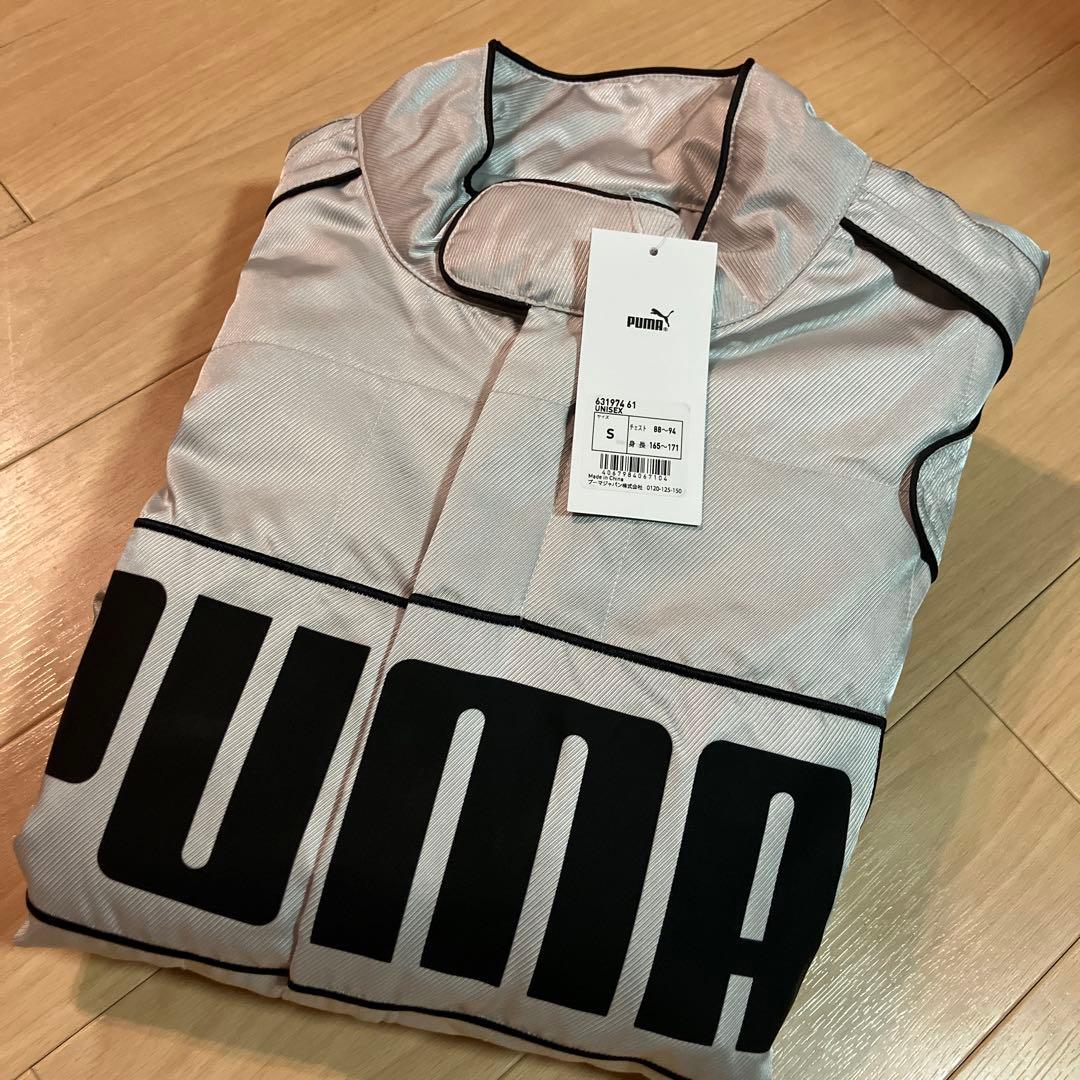 PUMA®
631974 61
UNISEX
サイズ
S
チェスト 88〜94
身長 165〜171
4067984067104
Made in China
プーマジャパン株式会社 0120-125-150
PUMA